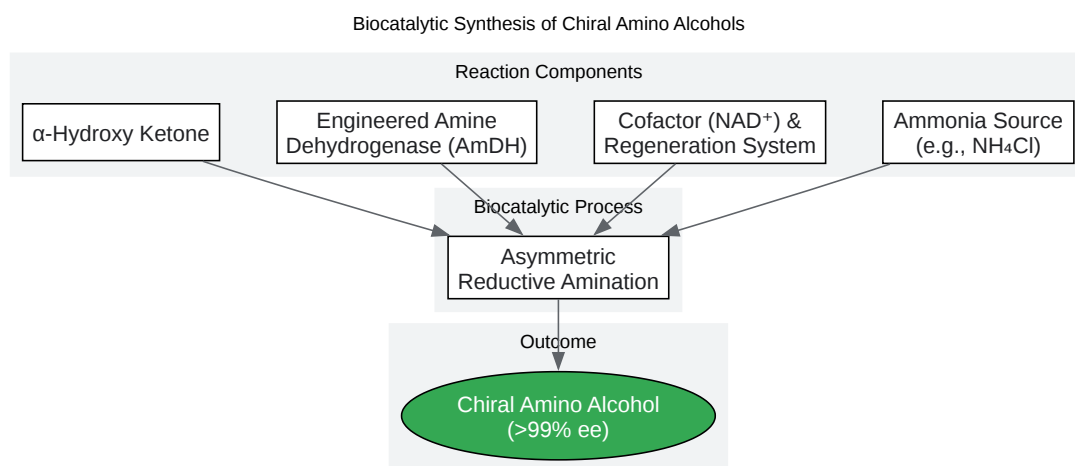 Biocatalytic Synthesis of Chiral Amino Alcohols
Reaction Components
α-Hydroxy Ketone
Engineered Amine
Dehydrogenase (AmDH)
Cofactor (NAD⁺) &
Regeneration System
Ammonia Source
(e.g., NH₄Cl)
Biocatalytic Process
Asymmetric
Reductive Amination
Outcome
Chiral Amino Alcohol
(>99% ee)